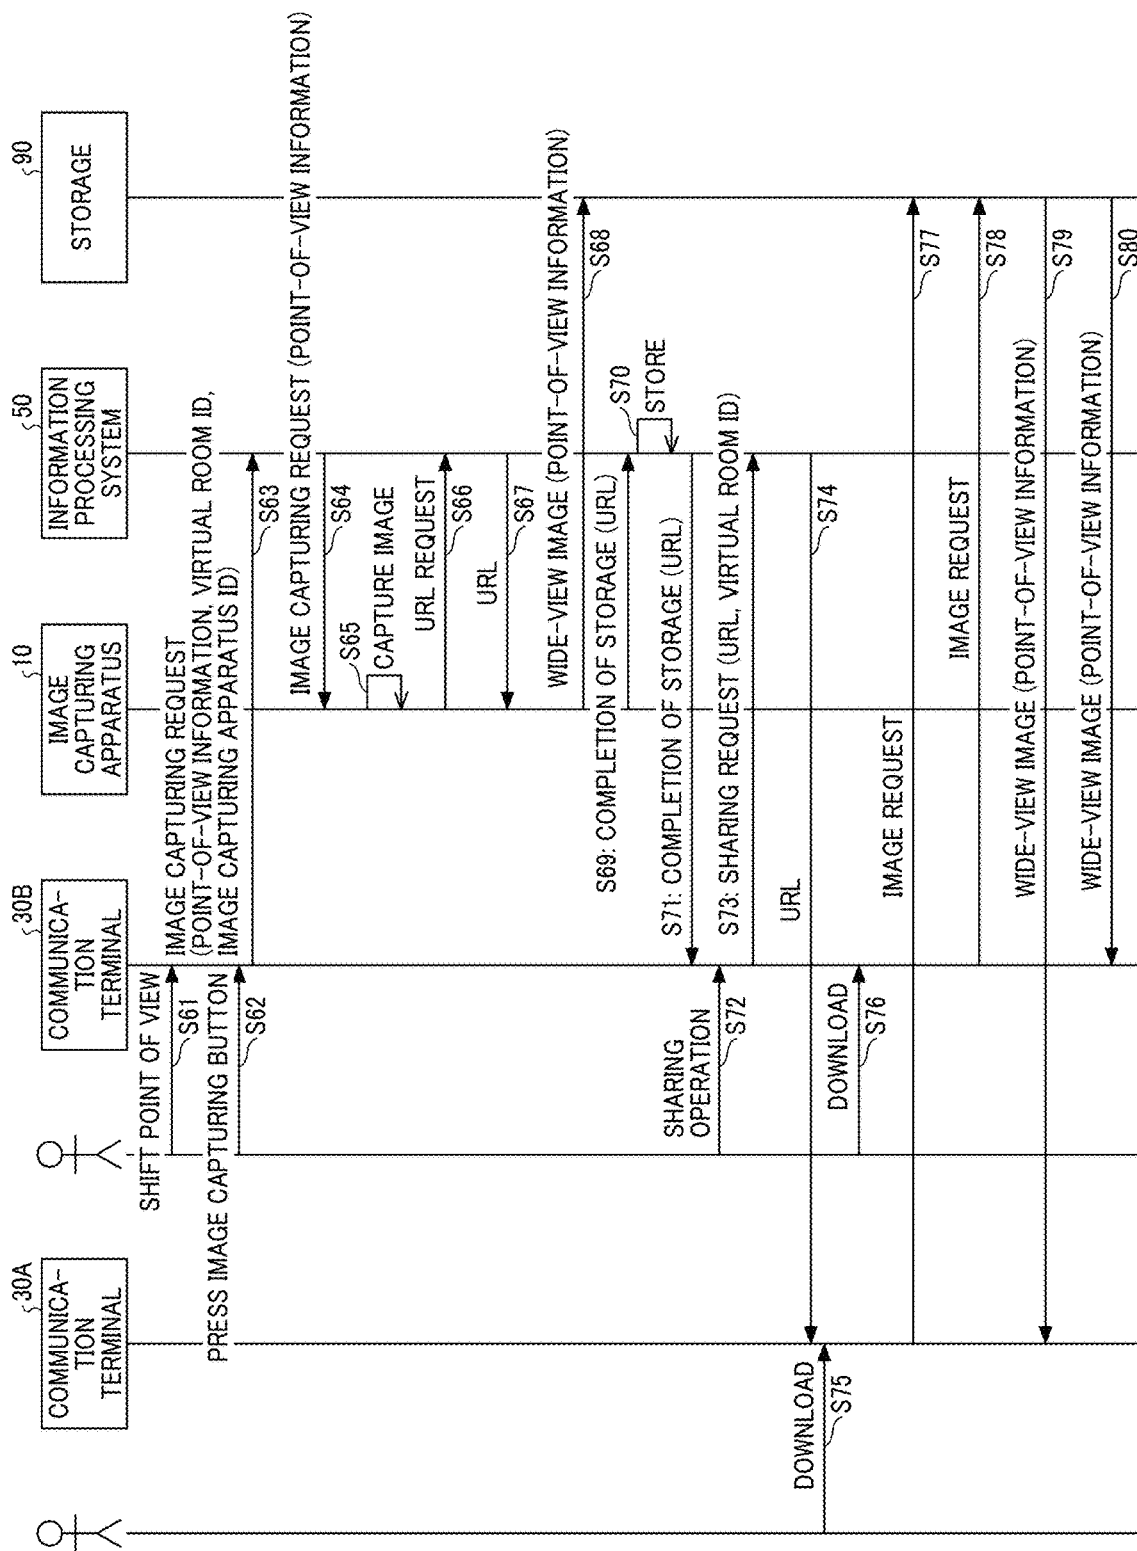 30A
COMMUNICA-
TION
TERMINAL
30B
COMMUNICA-
TION
TERMINAL
10
IMAGE
CAPTURING
APPARATUS
50
INFORMATION
PROCESSING
SYSTEM
90
STORAGE
SHIFT POINT OF VIEW
S61
PRESS IMAGE CAPTURING BUTTON
S62
IMAGE CAPTURING REQUEST
(POINT-OF-VIEW INFORMATION, VIRTUAL ROOM ID,
IMAGE CAPTURING APPARATUS ID)
S63
IMAGE CAPTURING REQUEST (POINT-OF-VIEW INFORMATION)
S64
S65
CAPTURE IMAGE
URL REQUEST
S66
URL
S67
WIDE-VIEW IMAGE (POINT-OF-VIEW INFORMATION)
S68
S69: COMPLETION OF STORAGE (URL)
S70
STORE
S71: COMPLETION OF STORAGE (URL)
SHARING
OPERATION
S72
S73: SHARING REQUEST (URL, VIRTUAL ROOM ID)
URL
S74
DOWNLOAD
S75
DOWNLOAD
S76
IMAGE REQUEST
S77
IMAGE REQUEST
S78
WIDE-VIEW IMAGE (POINT-OF-VIEW INFORMATION)
S79
WIDE-VIEW IMAGE (POINT-OF-VIEW INFORMATION)
S80